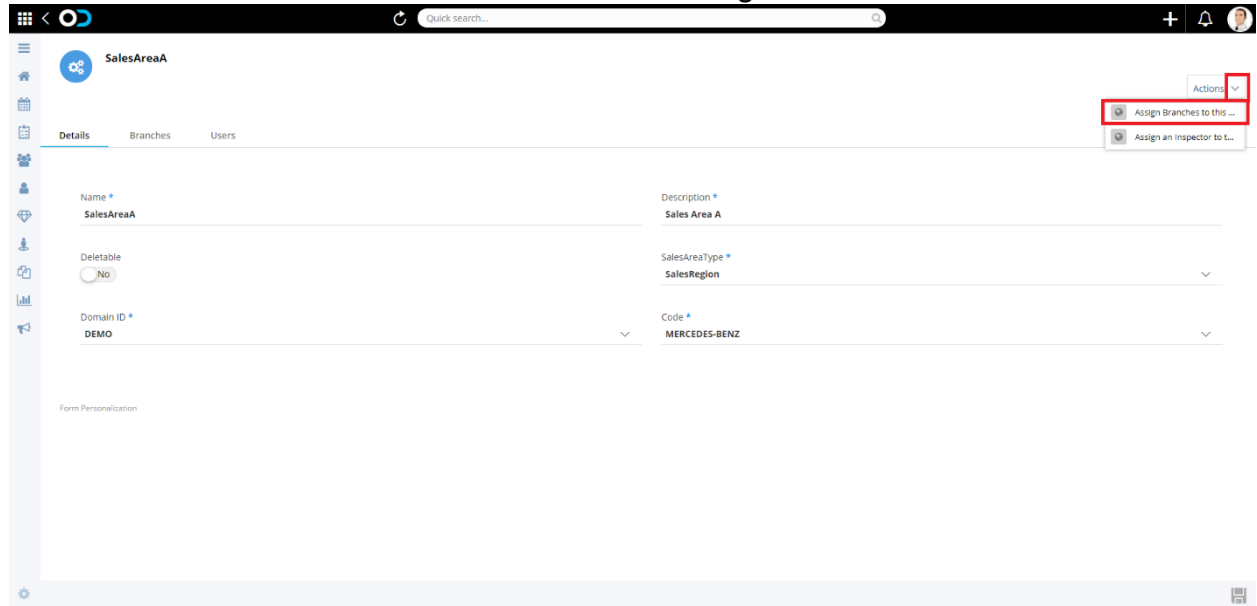 Quick search...
SalesAreaA
Actions
Assign Branches to this ...
Assign an Inspector to t...
Details Branches Users
Name * Description *
SalesAreaA Sales Area A
Deletable SalesAreaType *
No SalesRegion
Domain ID * Code *
DEMO MERCEDES-BENZ
Form Personalization